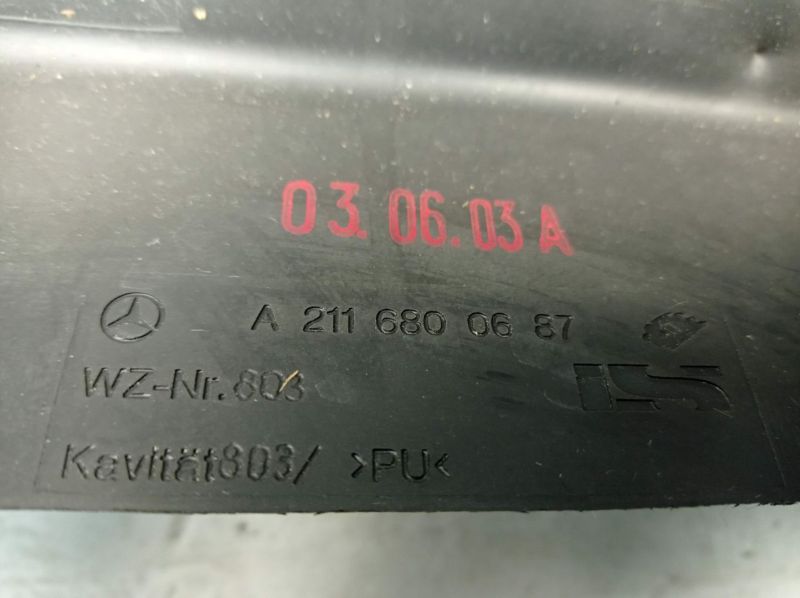 03.06.03 A
A 211 680 06 87
WZ-Nr.803
Kavität803/ >PU<